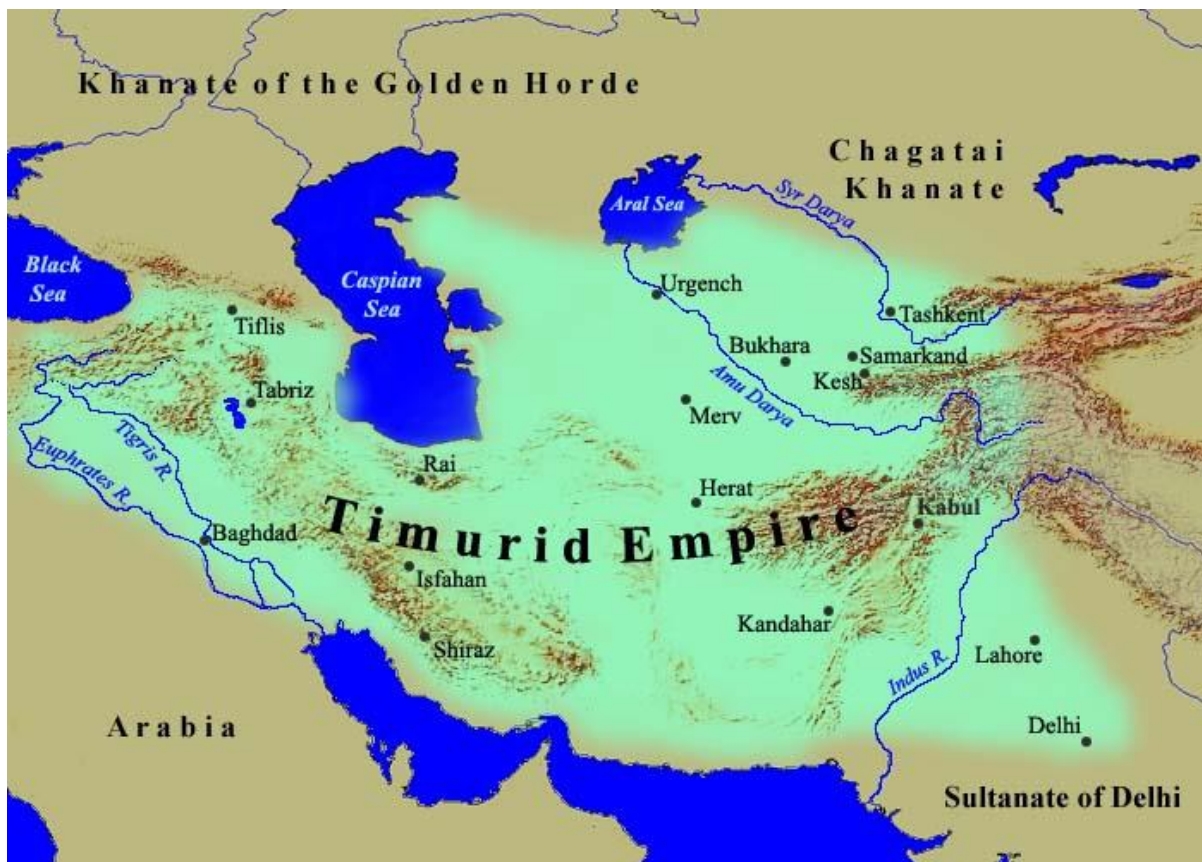 Khanate of the Golden Horde
Chagatai
Khanate
Syr Darya
Aral Sea
Black
Sea
Caspian
Sea
Urgench
Tiflis
Tashkent
Bukhara
Samarkand
Kesh
Amu Darya
Tabriz
Merv
Tigris R.
Euphrates R.
Rai
Herat
Kabul
Timurid Empire
Baghdad
Isfahan
Kandahar
Shiraz
Lahore
Indus R.
Arabia
Delhi
Sultanate of Delhi